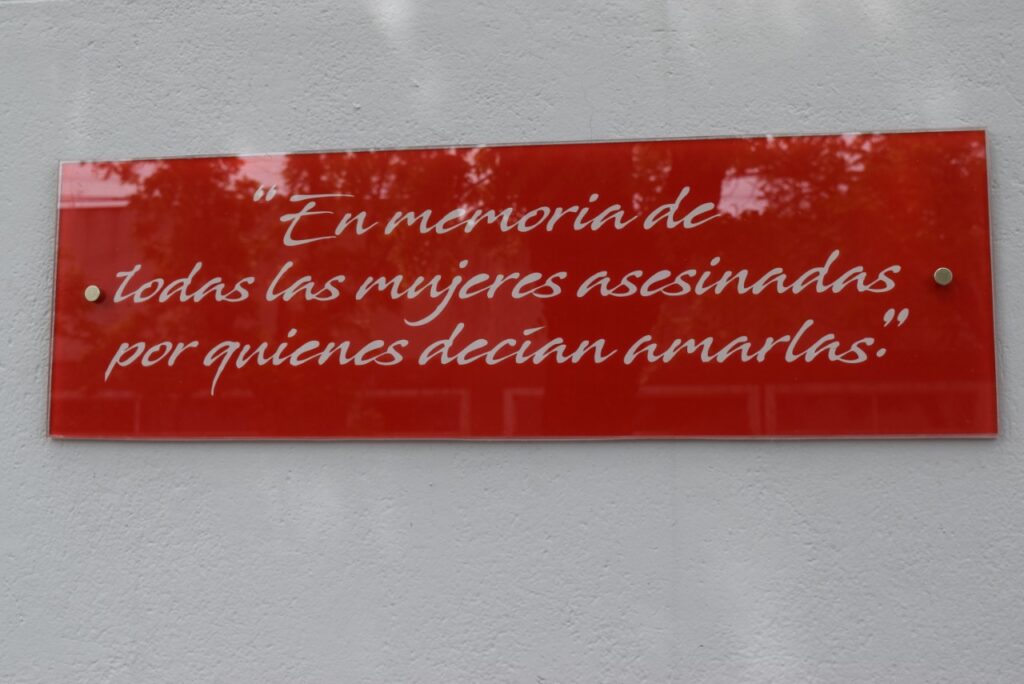 “En memoria de
todas las mujeres asesinadas
por quienes decían amarlas.”